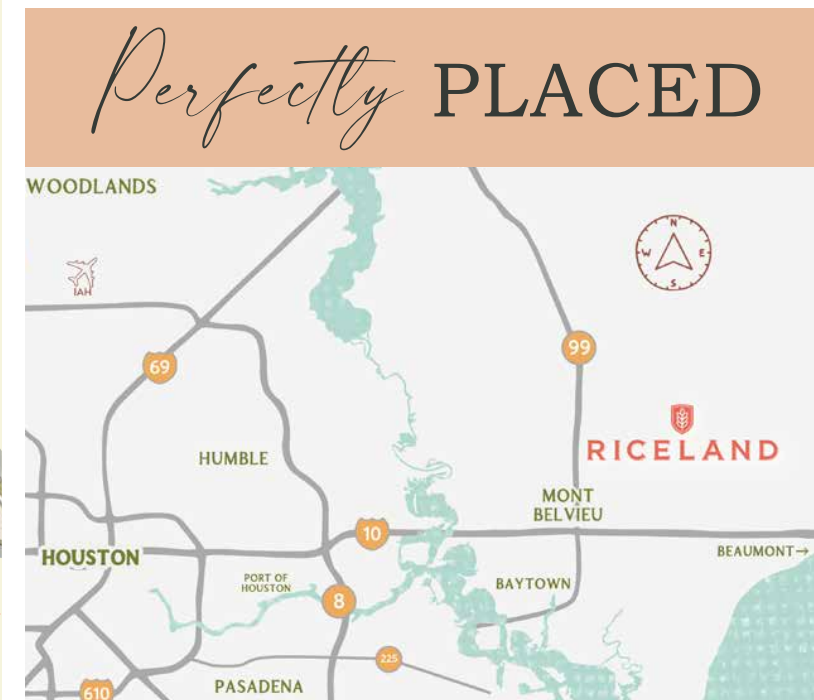 Perfectly PLACED
WOODLANDS
N
W
E
S
IAH
99
69
RICELAND
HUMBLE
MONT
BELVIEU
10
BEAUMONT→
HOUSTON
PORT OF
HOUSTON
BAYTOWN
8
225
PASADENA
610